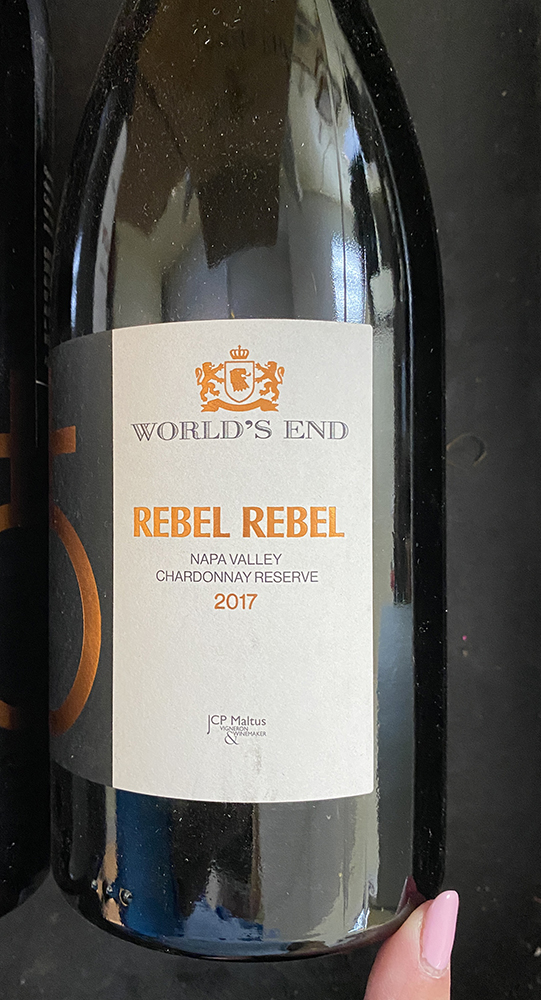 WORLD'S END
REBEL REBEL
NAPA VALLEY
CHARDONNAY RESERVE
2017
JCP Maltus
VIGNERON
& WINEMAKER